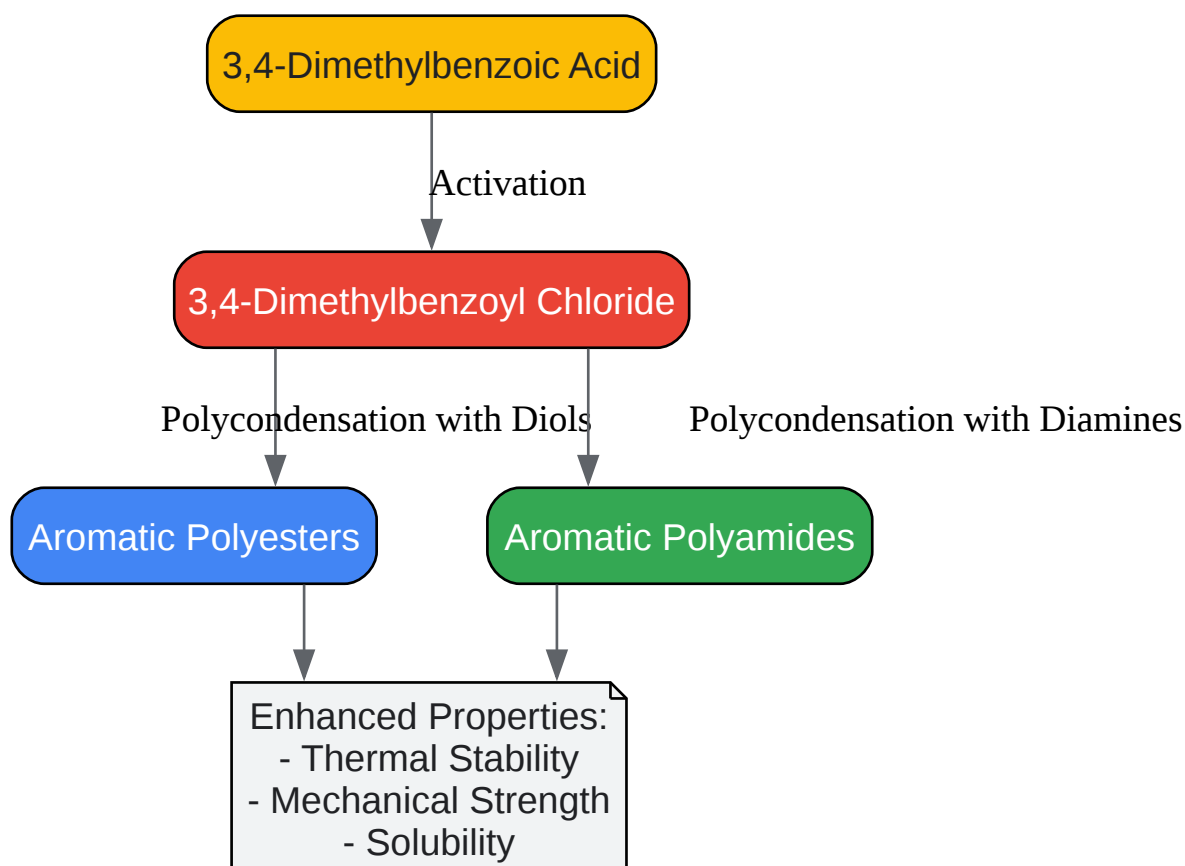 3,4-Dimethylbenzoic Acid
Activation
3,4-Dimethylbenzoyl Chloride
Polycondensation with Diols
Polycondensation with Diamines
Aromatic Polyesters
Aromatic Polyamides
Enhanced Properties:
- Thermal Stability
- Mechanical Strength
- Solubility